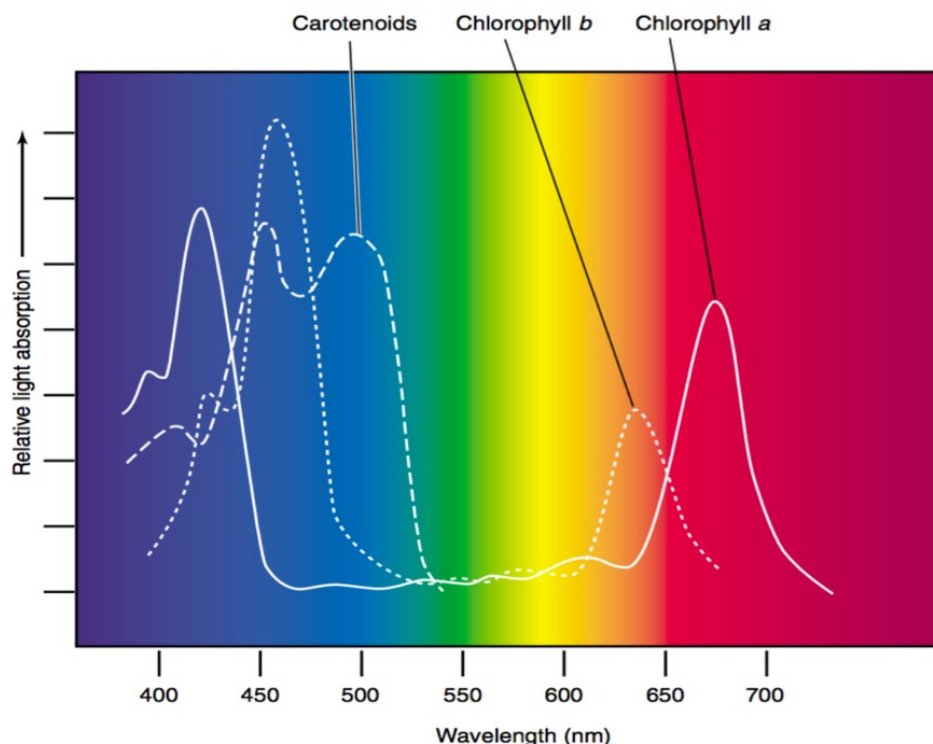 Carotenoids Chlorophyll b Chlorophyll a
Relative light absorption
400 450 500 550 600 650 700
Wavelength (nm)